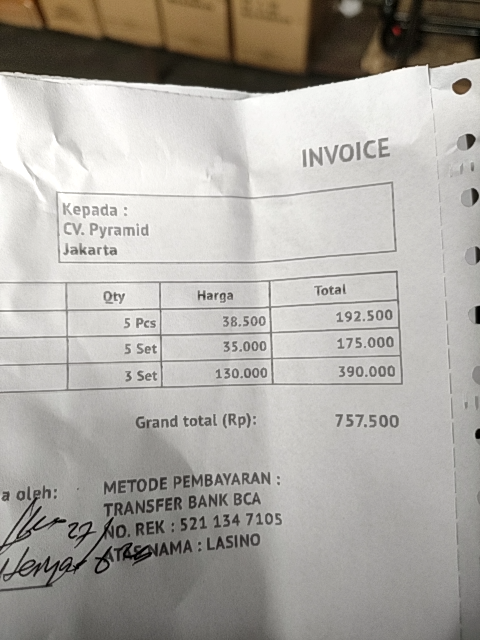 INVOICE
Kepada :
CV. Pyramid
Jakarta
Qty Harga Total
5 Pcs 38.500 192.500
5 Set 35.000 175.000
3 Set 130.000 390.000
Grand total (Rp): 757.500
a oleh:
METODE PEMBAYARAN :
TRANSFER BANK BCA
NO. REK : 521 134 7105
ATAS NAMA : LASINO
27/